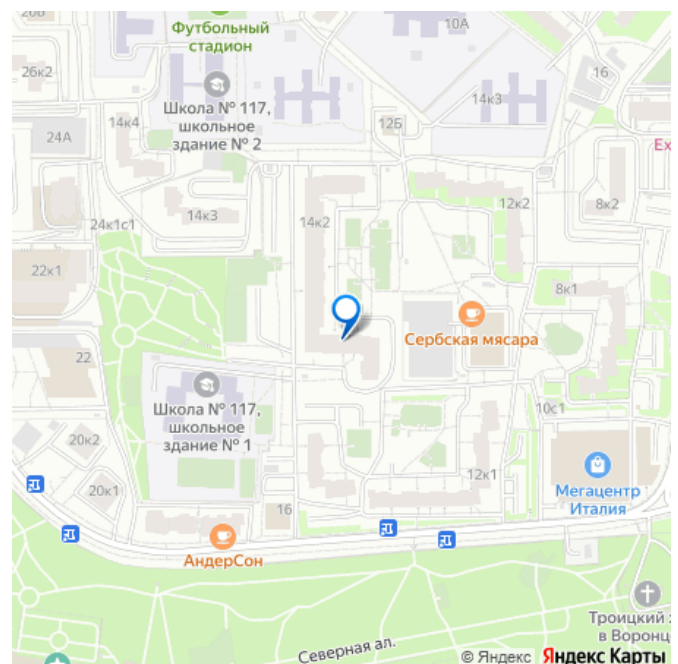 20Б
Футбольный
стадион
10А
26к2
16
Школа № 117,
школьное
здание № 2
14к3
14к4
12Б
24А
Ex
12к2
8к2
14к3
14к2
24к1с1
22к1
8к1
Сербская мясара
22
Школа № 117,
школьное
здание № 1
10с1
20к2
12к1
Мегацентр
Италия
20к1
16
АндерСон
Троицкий
в Воронц
Северная ал.
© Яндекс Яндекс Карты